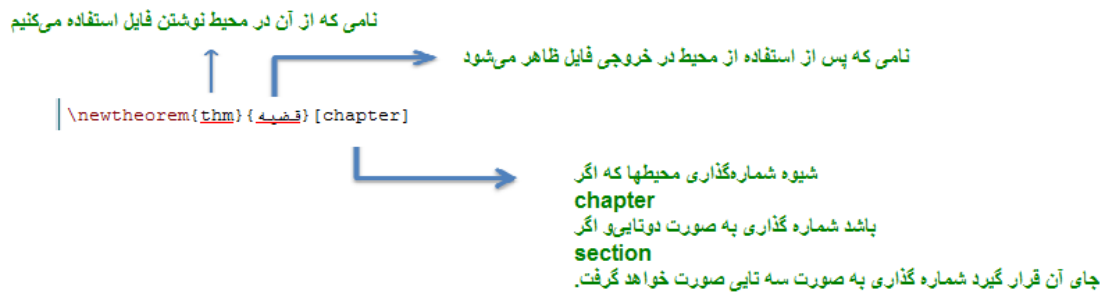 نامی که از آن در محیط نوشتن فایل استفاده می‌کنیم
نامی که پس از استفاده از محیط در خروجی فایل ظاهر می‌شود
\newtheorem{thm}{قضیه}[chapter]
شیوه شماره‌گذاری محیطها که اگر
chapter
باشد شماره گذاری به صورت دوتایی‌و اگر
section
جای آن قرار گیرد شماره گذاری به صورت سه تایی صورت خواهد گرفت.